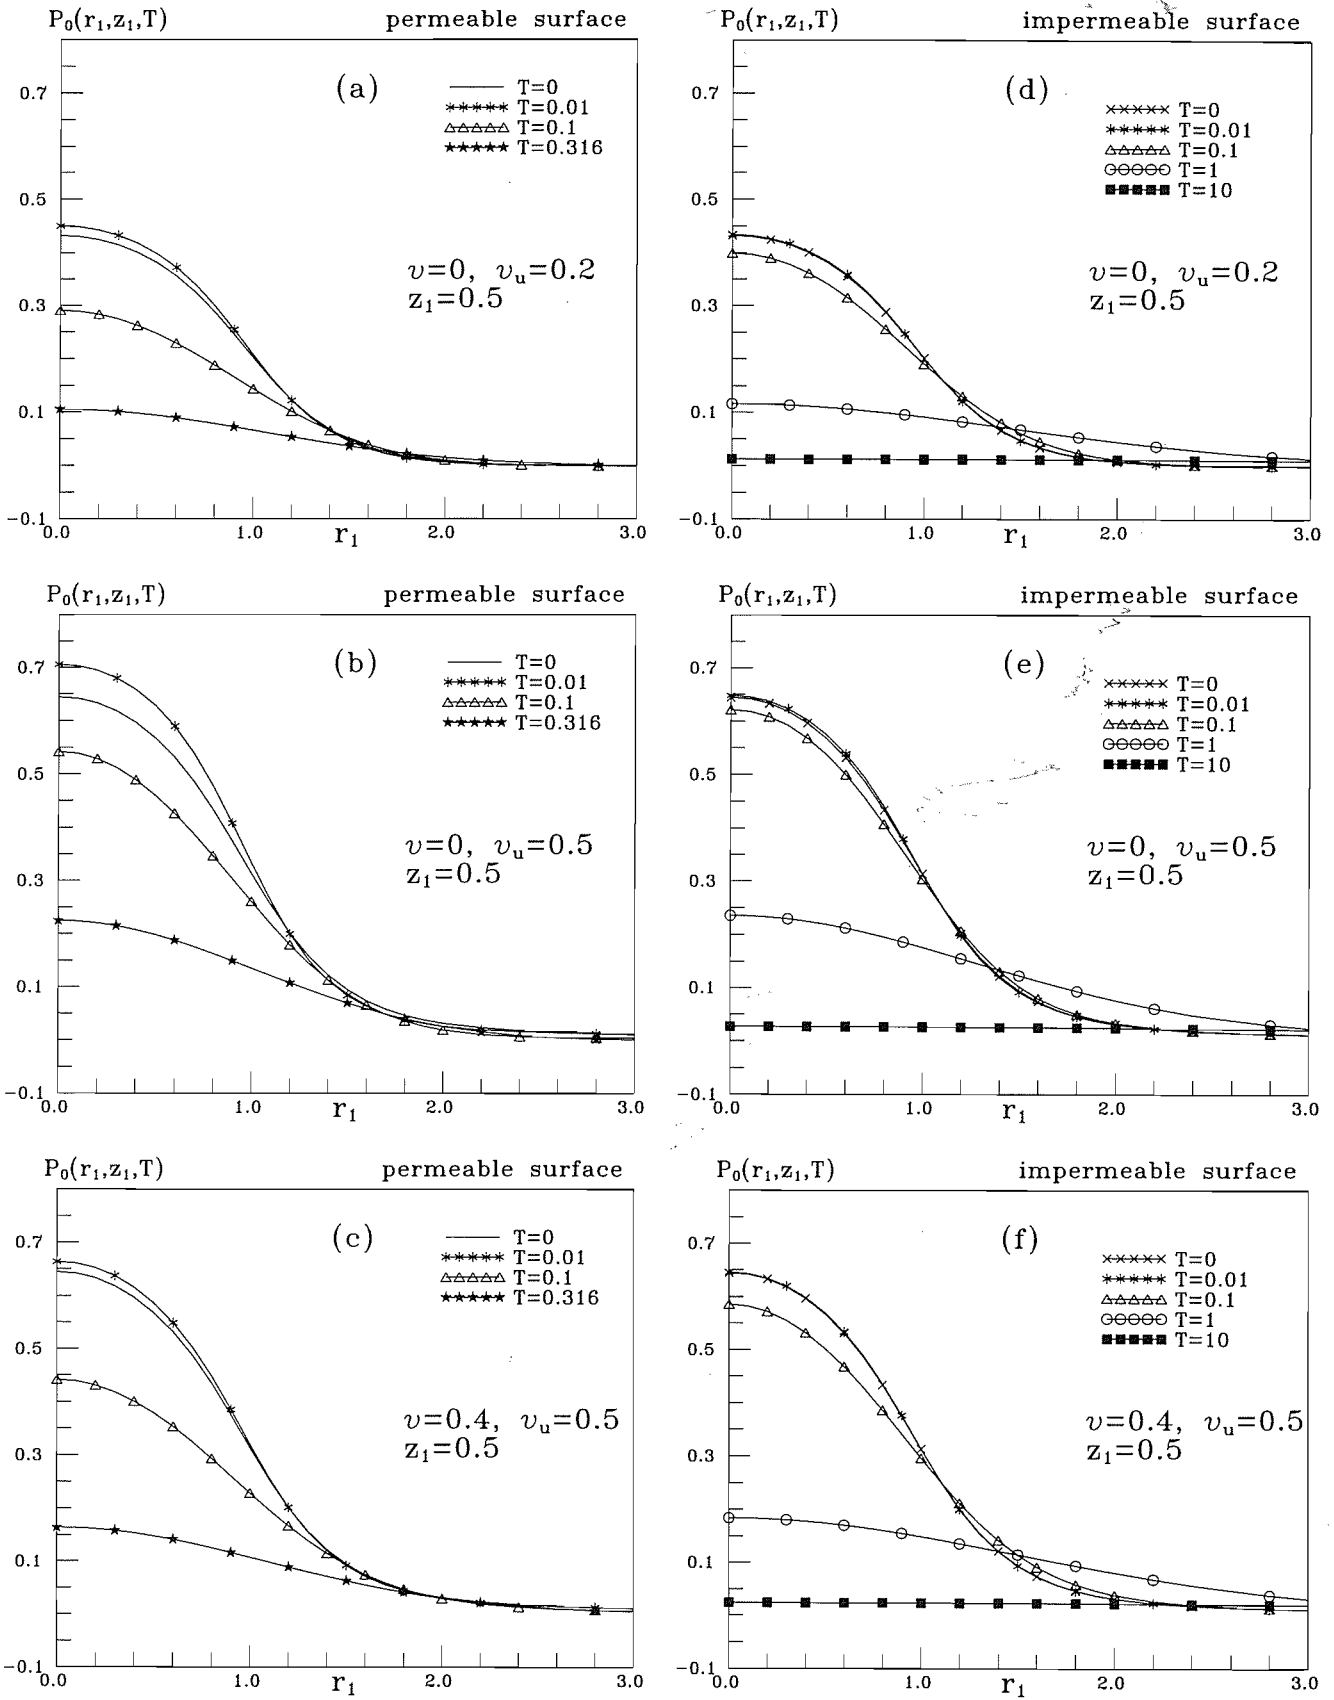 P₀(r₁,z₁,T) permeable surface
(a)
T=0
T=0.01
T=0.1
T=0.316
0.7
0.5
0.3
0.1
−0.1
υ=0, υᵤ=0.2
z₁=0.5
0.0 1.0 2.0 3.0
r₁
P₀(r₁,z₁,T) impermeable surface
(d)
T=0
T=0.01
T=0.1
T=1
T=10
0.7
0.5
0.3
0.1
−0.1
υ=0, υᵤ=0.2
z₁=0.5
0.0 1.0 2.0 3.0
r₁
P₀(r₁,z₁,T) permeable surface
(b)
T=0
T=0.01
T=0.1
T=0.316
0.7
0.5
0.3
0.1
−0.1
υ=0, υᵤ=0.5
z₁=0.5
0.0 1.0 2.0 3.0
r₁
P₀(r₁,z₁,T) impermeable surface
(e)
T=0
T=0.01
T=0.1
T=1
T=10
0.7
0.5
0.3
0.1
−0.1
υ=0, υᵤ=0.5
z₁=0.5
0.0 1.0 2.0 3.0
r₁
P₀(r₁,z₁,T) permeable surface
(c)
T=0
T=0.01
T=0.1
T=0.316
0.7
0.5
0.3
0.1
−0.1
υ=0.4, υᵤ=0.5
z₁=0.5
0.0 1.0 2.0 3.0
r₁
P₀(r₁,z₁,T) impermeable surface
(f)
T=0
T=0.01
T=0.1
T=1
T=10
0.7
0.5
0.3
0.1
−0.1
υ=0.4, υᵤ=0.5
z₁=0.5
0.0 1.0 2.0 3.0
r₁